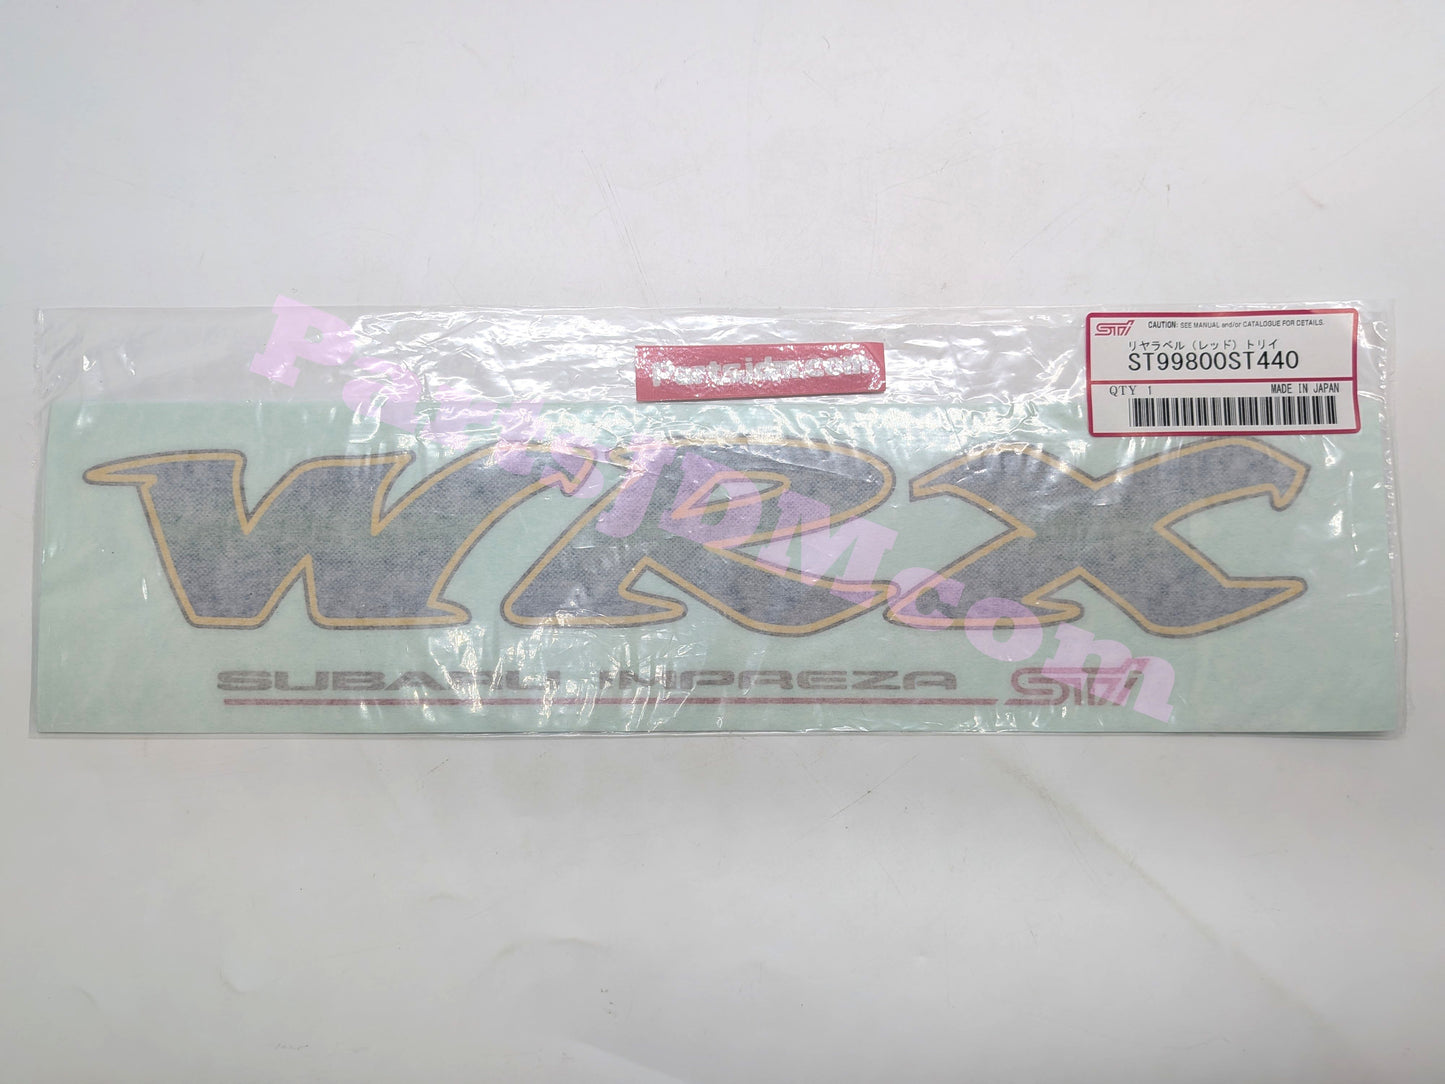 PartsJDM.com
Partsjdm.com
STI CAUTION: SEE MANUAL and/or CATALOGUE FOR DETAILS.
リヤラベル（レッド）トリイ
ST99800ST440
QTY 1 MADE IN JAPAN
WRX
SUBARU IMPREZA STI